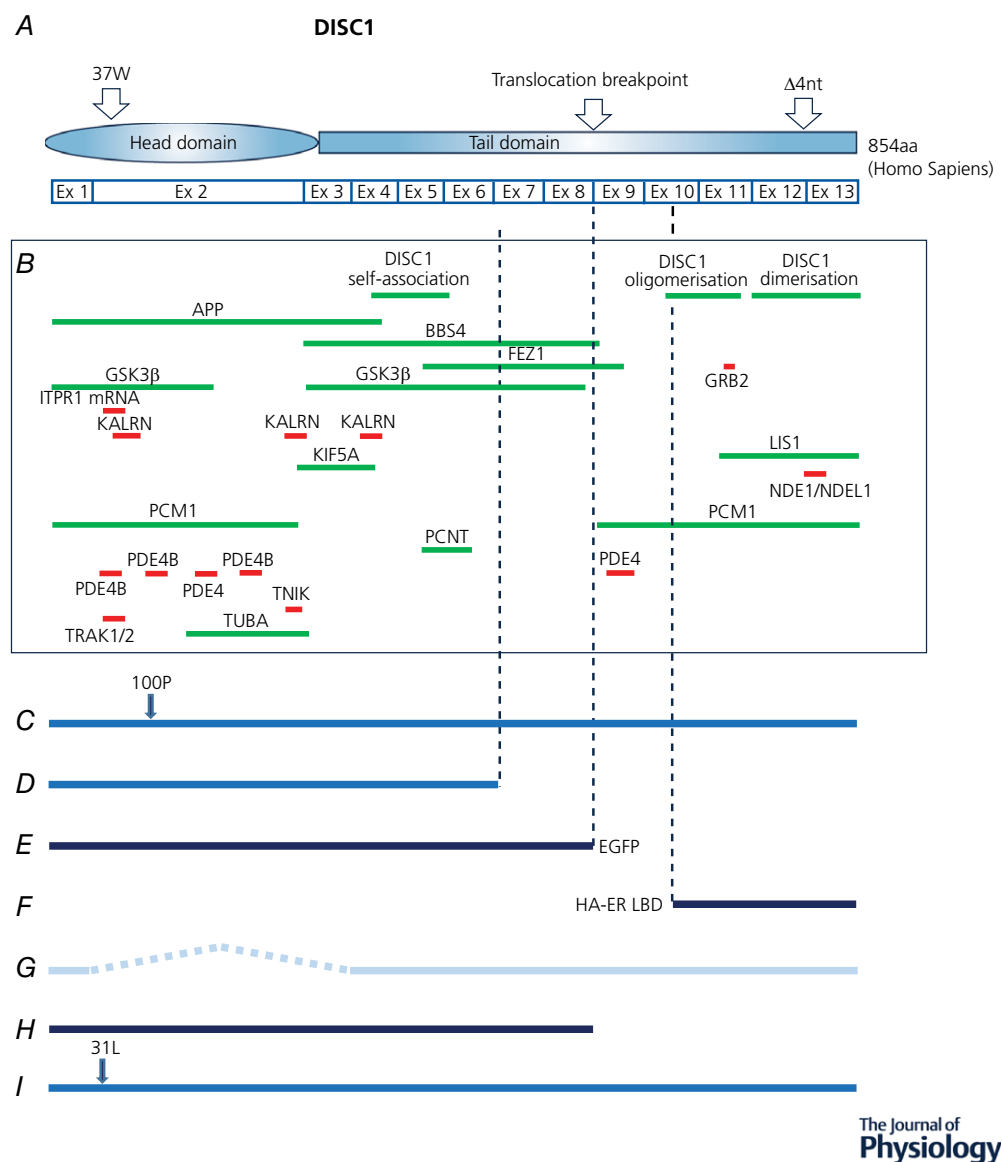 A
DISC1
37W
Translocation breakpoint
Δ4nt
Head domain
Tail domain
854aa
(Homo Sapiens)
Ex 1
Ex 2
Ex 3
Ex 4
Ex 5
Ex 6
Ex 7
Ex 8
Ex 9
Ex 10
Ex 11
Ex 12
Ex 13
B
DISC1
self-association
DISC1
oligomerisation
DISC1
dimerisation
APP
BBS4
FEZ1
GSK3β
GSK3β
GRB2
ITPR1 mRNA
KALRN
KALRN
KALRN
KIF5A
LIS1
NDE1/NDEL1
PCM1
PCM1
PCNT
PDE4B
PDE4B
PDE4
PDE4B
PDE4
TNIK
TRAK1/2
TUBA
100P
C
D
E
EGFP
F
HA-ER LBD
G
H
31L
I
The Journal of
Physiology